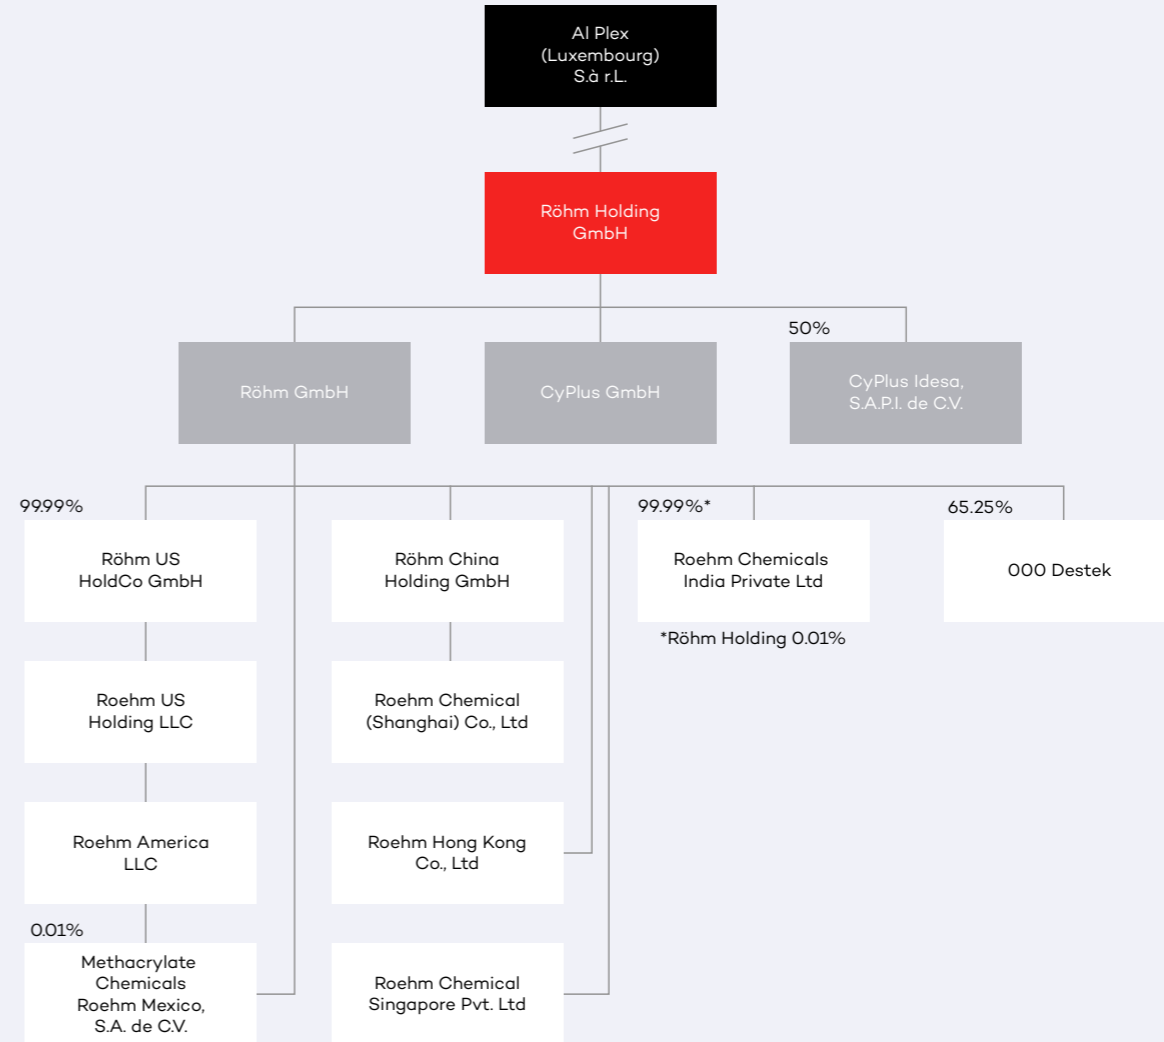 Al Plex
(Luxembourg)
S.à r.L.
Röhm Holding
GmbH
50%
Röhm GmbH
CyPlus GmbH
CyPlus Idesa,
S.A.P.I. de C.V.
99.99%
99.99%*
65.25%
Röhm US
HoldCo GmbH
Röhm China
Holding GmbH
Roehm Chemicals
India Private Ltd
000 Destek
*Röhm Holding 0.01%
Roehm US
Holding LLC
Roehm Chemical
(Shanghai) Co., Ltd
Roehm America
LLC
Roehm Hong Kong
Co., Ltd
0.01%
Methacrylate
Chemicals
Roehm Mexico,
S.A. de C.V.
Roehm Chemical
Singapore Pvt. Ltd